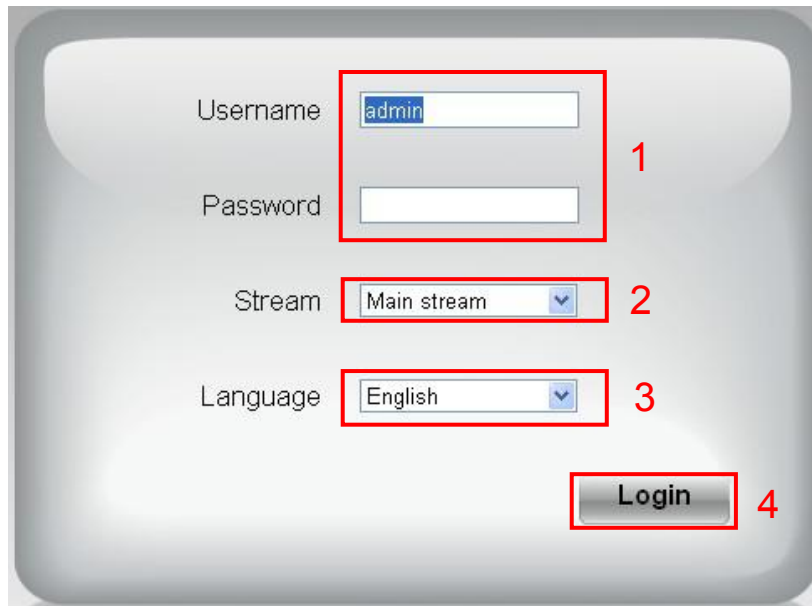 Username admin
1
Password
Stream Main stream 2
Language English 3
Login 4